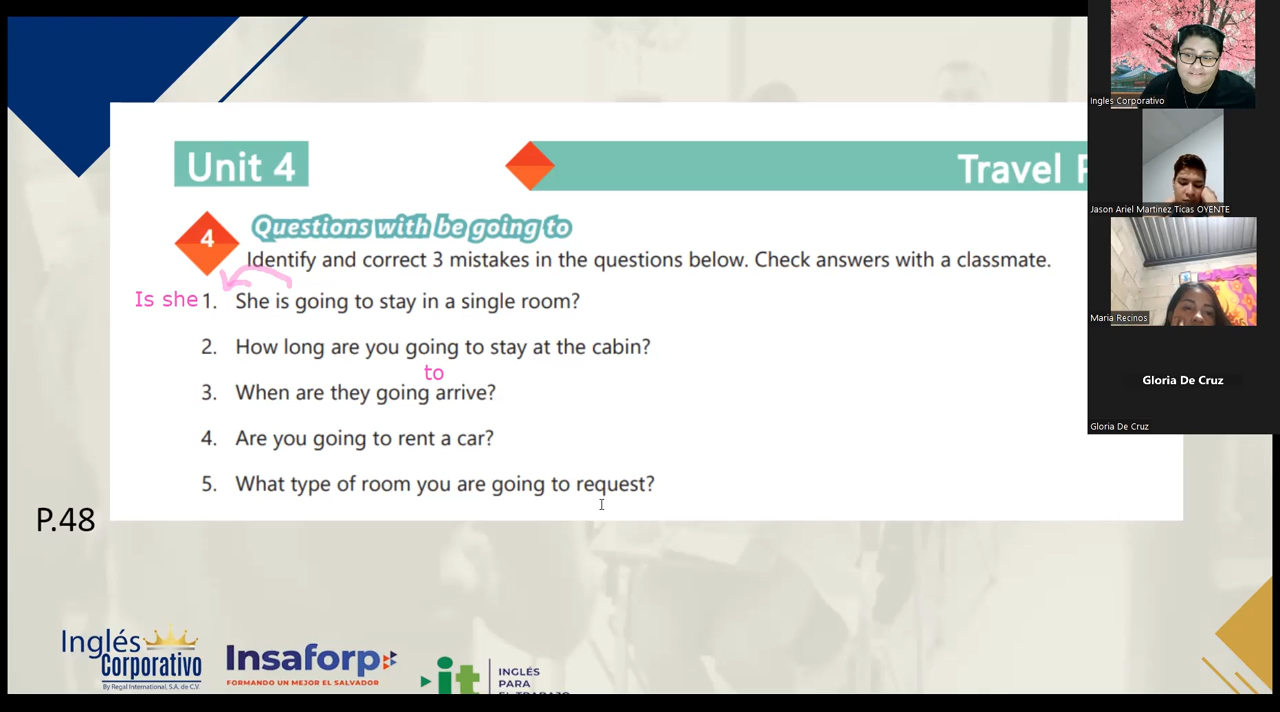 Unit 4
Travel P
4
Questions with be going to
Identify and correct 3 mistakes in the questions below. Check answers with a classmate.
Is she 1. She is going to stay in a single room?
2. How long are you going to stay at the cabin?
to
3. When are they going arrive?
4. Are you going to rent a car?
5. What type of room you are going to request?
P.48
Inglés
Corporativo
By Regal International, S.A. de C.V.
Insaforp
FORMANDO UN MEJOR EL SALVADOR
it
INGLÉS
PARA
EL TRABAJO
Ingles Corporativo
Jason Ariel Martinez Ticas OYENTE
Maria Recinos
Gloria De Cruz
Gloria De Cruz